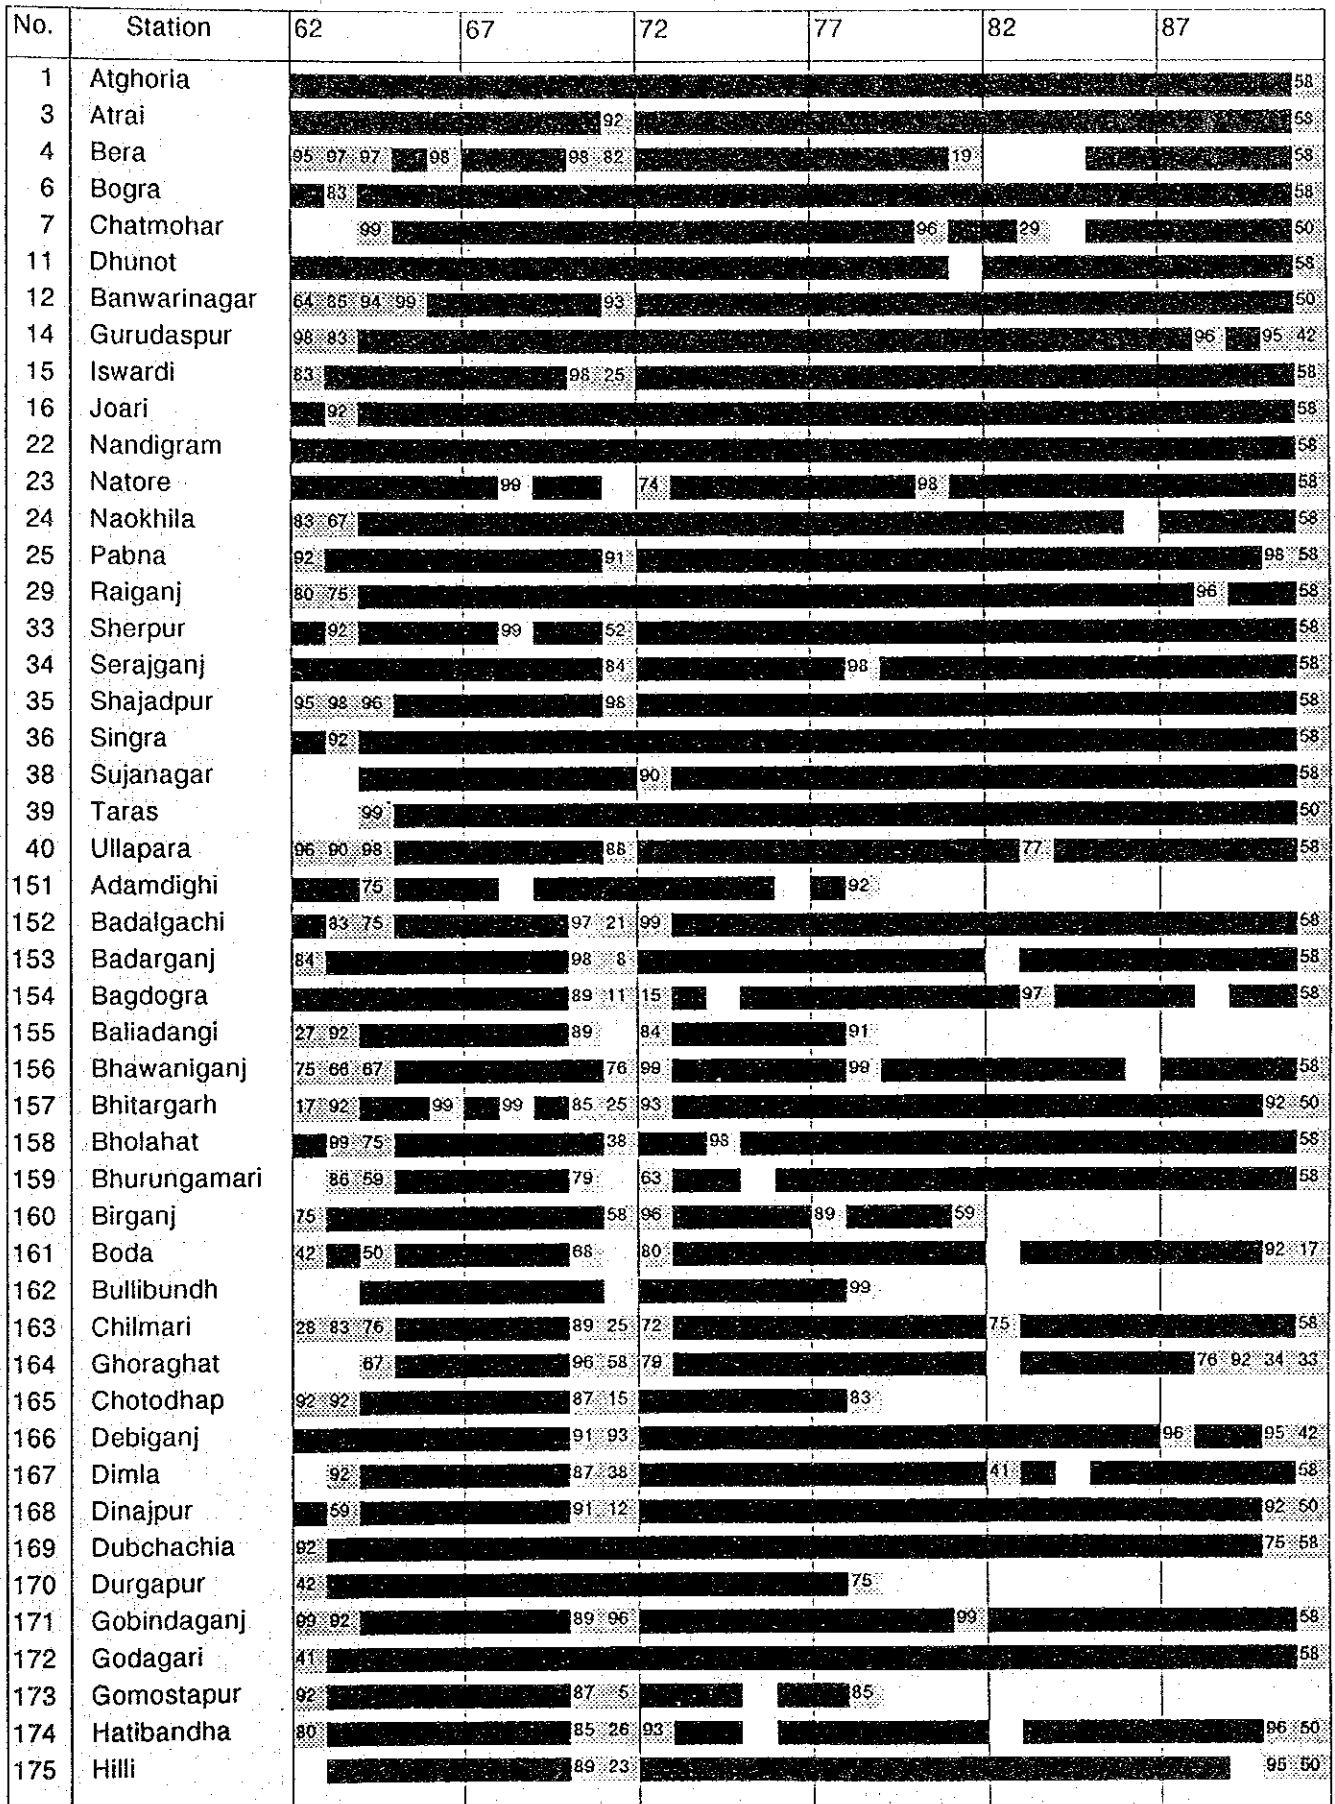 No. Station 62 67 72 77 82 87
1 Atghoria 58
3 Atrai 92 58
4 Bera 95 97 97 98 98 82 19 58
6 Bogra 83 58
7 Chatmohar 99 96 29 50
11 Dhunot 58
12 Banwarinagar 64 85 94 99 93 50
14 Gurudaspur 98 83 96 95 42
15 Iswardi 83 98 25 58
16 Joari 92 58
22 Nandigram 58
23 Natore 99 74 98 58
24 Naokhila 83 67 58
25 Pabna 92 91 98 58
29 Raiganj 80 75 96 58
33 Sherpur 92 99 52 58
34 Serajganj 84 98 58
35 Shajadpur 95 98 96 98 58
36 Singra 92 58
38 Sujanagar 90 58
39 Taras 99 50
40 Ullapara 96 90 98 88 77 58
151 Adamdighi 75 92
152 Badalgachi 83 75 97 21 99 58
153 Badarganj 84 98 8 58
154 Bagdogra 89 11 15 97 58
155 Baliadangi 27 92 89 84 91
156 Bhawaniganj 75 66 67 76 99 99 58
157 Bhitargarh 17 92 99 99 85 25 93 92 50
158 Bholahat 99 75 38 98 58
159 Bhurungamari 86 59 79 63 58
160 Birganj 75 58 96 89 59
161 Boda 42 50 68 80 92 17
162 Bullibundh 99
163 Chilmari 28 83 76 89 25 72 75 58
164 Ghoraghat 67 96 58 79 76 92 34 33
165 Chotodhap 92 92 87 15 83
166 Debiganj 91 93 96 95 42
167 Dimla 92 87 38 41 58
168 Dinajpur 59 91 12 92 50
169 Dubchachia 92 75 58
170 Durgapur 42 75
171 Gobindaganj 99 92 89 96 99 58
172 Godagari 41 58
173 Gomostapur 92 87 5 85
174 Hatibandha 80 85 26 93 96 50
175 Hilli 89 23 95 50